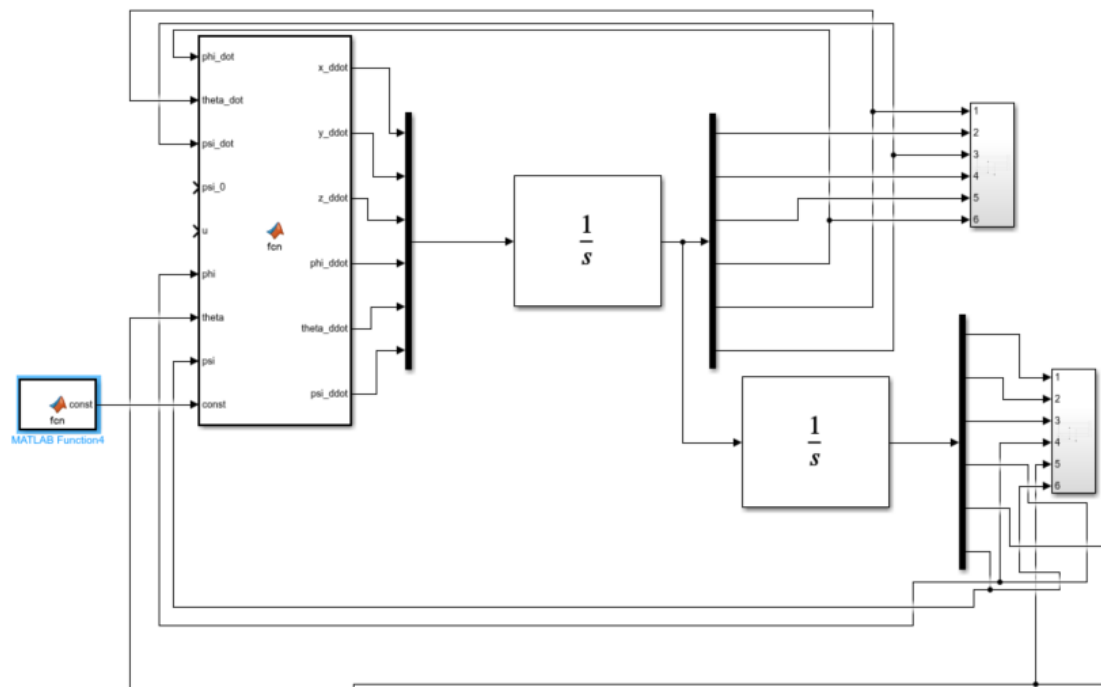 phi_dot
theta_dot
psi_dot
psi_0
u
phi
theta
psi
const
fcn
x_ddot
y_ddot
z_ddot
phi_ddot
theta_ddot
psi_ddot
const
fcn
MATLAB Function4
1
s
1
s
1
2
3
4
5
6
1
2
3
4
5
6